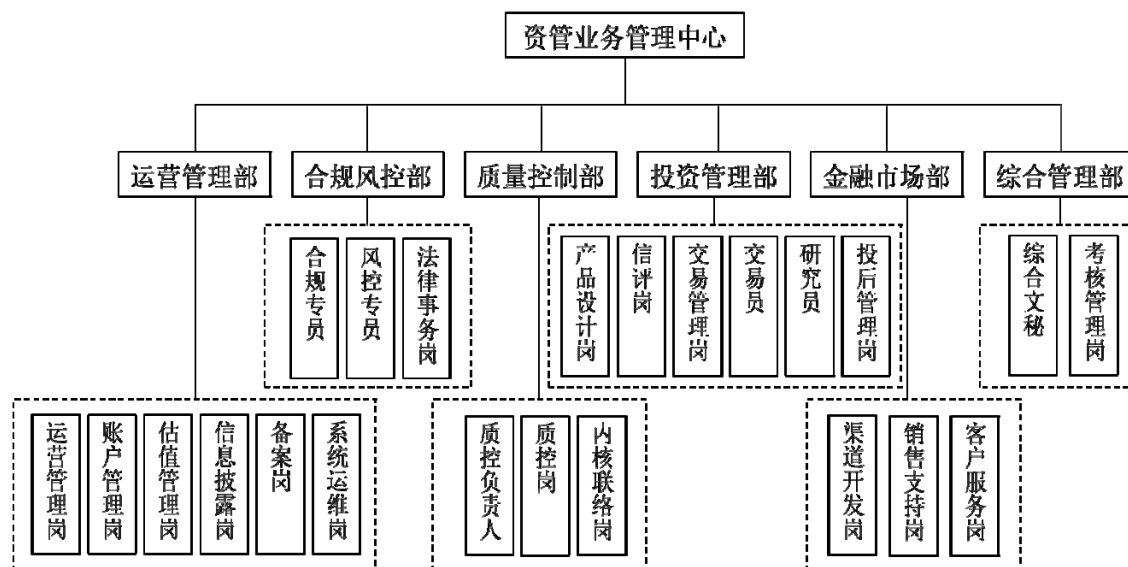 资管业务管理中心
运营管理部
合规风控部
质量控制部
投资管理部
金融市场部
综合管理部
合规专员
风控专员
法律事务岗
产品设计岗
信评岗
交易管理岗
交易员
研究员
投后管理岗
综合文秘
考核管理岗
运营管理岗
账户管理岗
估值管理岗
信息披露岗
备案岗
系统运维岗
质控负责人
质控岗
内核联络岗
渠道开发岗
销售支持岗
客户服务岗